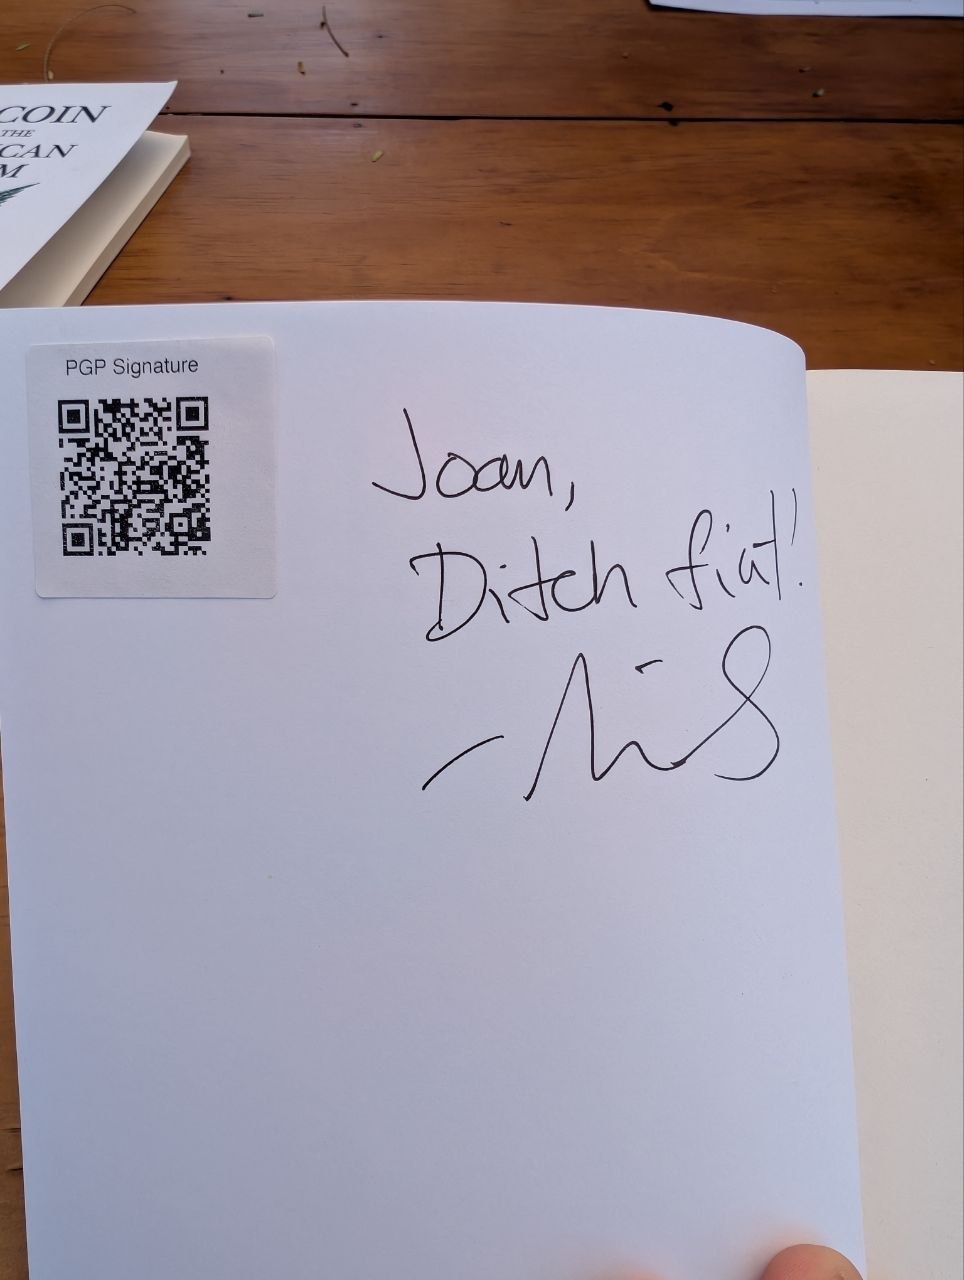 COIN
THE
CAN
M
PGP Signature
Joan,
Ditch fiat!